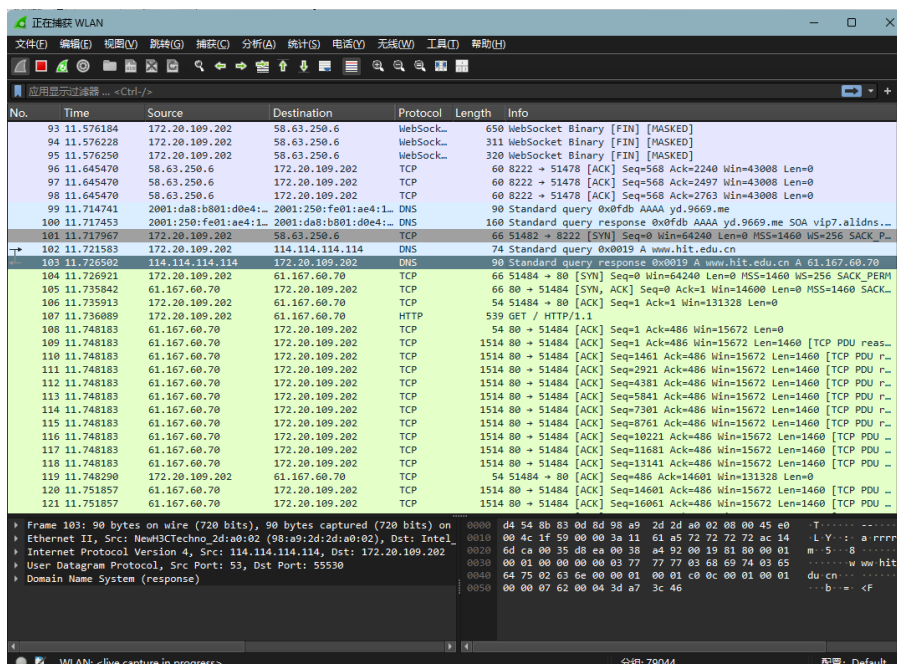 正在捕获 WLAN
文件(F) 编辑(E) 视图(V) 跳转(G) 捕获(C) 分析(A) 统计(S) 电话(Y) 无线(W) 工具(T) 帮助(H)
应用显示过滤器 … <Ctrl-/>
No. Time Source Destination Protocol Length Info
93 11.576184 172.20.109.202 58.63.250.6 WebSock… 650 WebSocket Binary [FIN] [MASKED]
94 11.576228 172.20.109.202 58.63.250.6 WebSock… 311 WebSocket Binary [FIN] [MASKED]
95 11.576250 172.20.109.202 58.63.250.6 WebSock… 320 WebSocket Binary [FIN] [MASKED]
96 11.645470 58.63.250.6 172.20.109.202 TCP 60 8222 → 51478 [ACK] Seq=568 Ack=2240 Win=43008 Len=0
97 11.645470 58.63.250.6 172.20.109.202 TCP 60 8222 → 51478 [ACK] Seq=568 Ack=2497 Win=43008 Len=0
98 11.645470 58.63.250.6 172.20.109.202 TCP 60 8222 → 51478 [ACK] Seq=568 Ack=2763 Win=43008 Len=0
99 11.714741 2001:da8:b801:d0e4:… 2001:250:fe01:ae4:1… DNS 90 Standard query 0x0fdb AAAA yd.9669.me
100 11.717453 2001:250:fe01:ae4:1… 2001:da8:b801:d0e4:… DNS 160 Standard query response 0x0fdb AAAA yd.9669.me SOA vip7.alidns.…
101 11.717967 172.20.109.202 58.63.250.6 TCP 66 51482 → 8222 [SYN] Seq=0 Win=64240 Len=0 MSS=1460 WS=256 SACK_P…
102 11.721583 172.20.109.202 114.114.114.114 DNS 74 Standard query 0x0019 A www.hit.edu.cn
103 11.726502 114.114.114.114 172.20.109.202 DNS 90 Standard query response 0x0019 A www.hit.edu.cn A 61.167.60.70
104 11.726921 172.20.109.202 61.167.60.70 TCP 66 51484 → 80 [SYN] Seq=0 Win=64240 Len=0 MSS=1460 WS=256 SACK_PERM
105 11.735842 61.167.60.70 172.20.109.202 TCP 66 80 → 51484 [SYN, ACK] Seq=0 Ack=1 Win=14600 Len=0 MSS=1460 SACK…
106 11.735913 172.20.109.202 61.167.60.70 TCP 54 51484 → 80 [ACK] Seq=1 Ack=1 Win=131328 Len=0
107 11.736089 172.20.109.202 61.167.60.70 HTTP 539 GET / HTTP/1.1
108 11.748183 61.167.60.70 172.20.109.202 TCP 54 80 → 51484 [ACK] Seq=1 Ack=486 Win=15672 Len=0
109 11.748183 61.167.60.70 172.20.109.202 TCP 1514 80 → 51484 [ACK] Seq=1 Ack=486 Win=15672 Len=1460 [TCP PDU reas…
110 11.748183 61.167.60.70 172.20.109.202 TCP 1514 80 → 51484 [ACK] Seq=1461 Ack=486 Win=15672 Len=1460 [TCP PDU r…
111 11.748183 61.167.60.70 172.20.109.202 TCP 1514 80 → 51484 [ACK] Seq=2921 Ack=486 Win=15672 Len=1460 [TCP PDU r…
112 11.748183 61.167.60.70 172.20.109.202 TCP 1514 80 → 51484 [ACK] Seq=4381 Ack=486 Win=15672 Len=1460 [TCP PDU r…
113 11.748183 61.167.60.70 172.20.109.202 TCP 1514 80 → 51484 [ACK] Seq=5841 Ack=486 Win=15672 Len=1460 [TCP PDU r…
114 11.748183 61.167.60.70 172.20.109.202 TCP 1514 80 → 51484 [ACK] Seq=7301 Ack=486 Win=15672 Len=1460 [TCP PDU r…
115 11.748183 61.167.60.70 172.20.109.202 TCP 1514 80 → 51484 [ACK] Seq=8761 Ack=486 Win=15672 Len=1460 [TCP PDU r…
116 11.748183 61.167.60.70 172.20.109.202 TCP 1514 80 → 51484 [ACK] Seq=10221 Ack=486 Win=15672 Len=1460 [TCP PDU …
117 11.748183 61.167.60.70 172.20.109.202 TCP 1514 80 → 51484 [ACK] Seq=11681 Ack=486 Win=15672 Len=1460 [TCP PDU …
118 11.748183 61.167.60.70 172.20.109.202 TCP 1514 80 → 51484 [ACK] Seq=13141 Ack=486 Win=15672 Len=1460 [TCP PDU …
119 11.748290 172.20.109.202 61.167.60.70 TCP 54 51484 → 80 [ACK] Seq=486 Ack=14601 Win=131328 Len=0
120 11.751857 61.167.60.70 172.20.109.202 TCP 1514 80 → 51484 [ACK] Seq=14601 Ack=486 Win=15672 Len=1460 [TCP PDU …
121 11.751857 61.167.60.70 172.20.109.202 TCP 1514 80 → 51484 [ACK] Seq=16061 Ack=486 Win=15672 Len=1460 [TCP PDU …
Frame 103: 90 bytes on wire (720 bits), 90 bytes captured (720 bits) on
Ethernet II, Src: NewH3CTechno_2d:a0:02 (98:a9:2d:2d:a0:02), Dst: Intel_
Internet Protocol Version 4, Src: 114.114.114.114, Dst: 172.20.109.202
User Datagram Protocol, Src Port: 53, Dst Port: 55530
Domain Name System (response)
0000 d4 54 8b 83 0d 8d 98 a9 2d 2d a0 02 08 00 45 e0 ·T······ --····E·
0010 00 4c 1f 59 00 00 3a 11 61 a5 72 72 72 72 ac 14 ·L·Y··:· a·rrrr··
0020 6d ca 00 35 d8 ea 00 38 a4 92 00 19 81 80 00 01 m··5···8 ········
0030 00 01 00 00 00 00 03 77 77 77 03 68 69 74 03 65 ·······w ww·hit·e
0040 64 75 02 63 6e 00 00 01 00 01 c0 0c 00 01 00 01 du·cn··· ········
0050 00 00 07 62 00 04 3d a7 3c 46 ···b··=· <F
WLAN: <live capture in progress>
分组: 79044
配置: Default